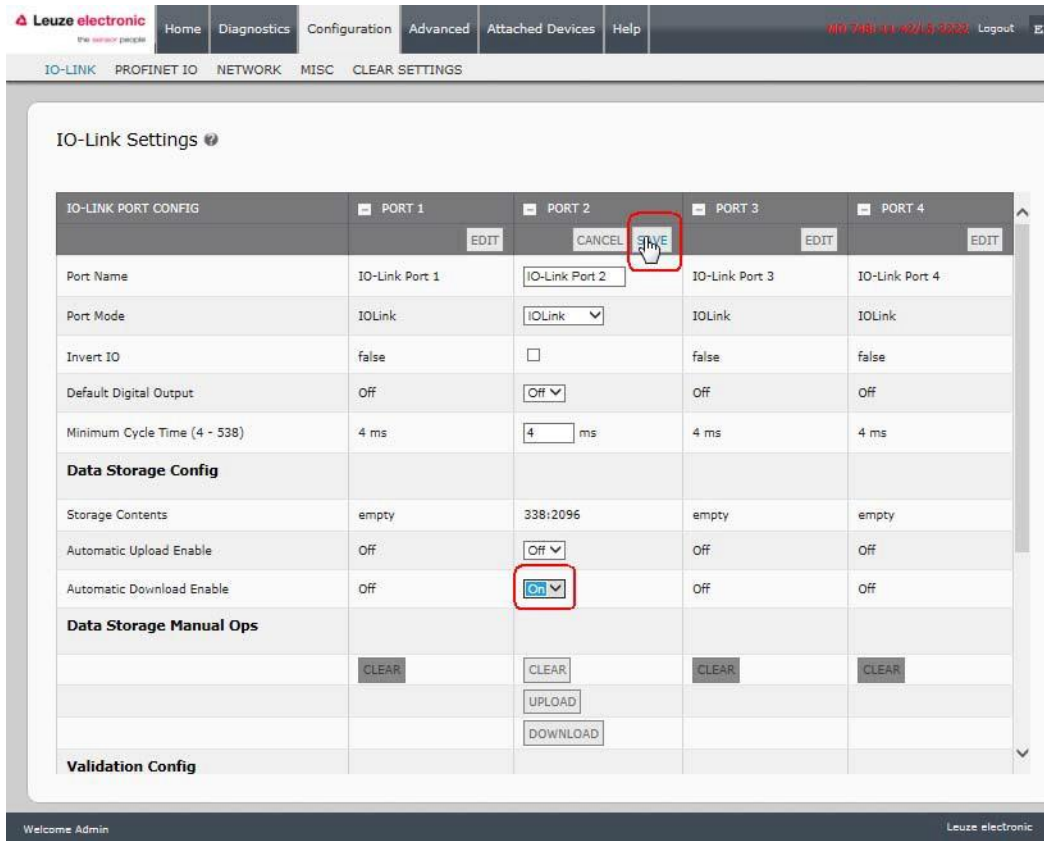 Leuze electronic
the sensor people
Home Diagnostics Configuration Advanced Attached Devices Help Logout E
IO-LINK PROFINET IO NETWORK MISC CLEAR SETTINGS
IO-Link Settings ?
IO-LINK PORT CONFIG PORT 1 PORT 2 PORT 3 PORT 4
EDIT CANCEL SAVE EDIT EDIT
Port Name IO-Link Port 1 IO-Link Port 2 IO-Link Port 3 IO-Link Port 4
Port Mode IOLink IOLink IOLink IOLink
Invert IO false false false
Default Digital Output Off Off Off Off
Minimum Cycle Time (4 - 538) 4 ms 4 ms 4 ms 4 ms
Data Storage Config
Storage Contents empty 338:2096 empty empty
Automatic Upload Enable Off Off Off Off
Automatic Download Enable Off On Off Off
Data Storage Manual Ops
CLEAR CLEAR CLEAR CLEAR
UPLOAD
DOWNLOAD
Validation Config
Welcome Admin Leuze electronic